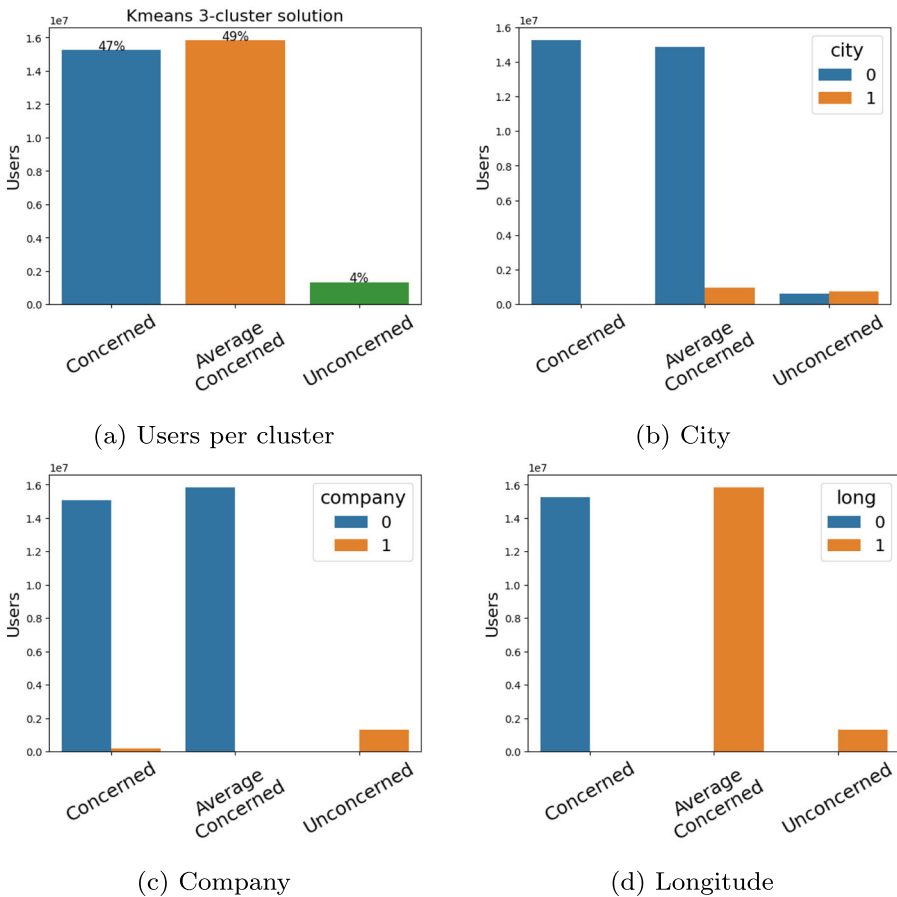 Kmeans 3-cluster solution
1e7
47%
49%
4%
1.6
1.4
1.2
1.0
0.8
0.6
0.4
0.2
0.0
Users
Concerned
Average
Concerned
Unconcerned
(a) Users per cluster
1e7
city
0
1
1.6
1.4
1.2
1.0
0.8
0.6
0.4
0.2
0.0
Users
Concerned
Average
Concerned
Unconcerned
(b) City
1e7
company
0
1
1.6
1.4
1.2
1.0
0.8
0.6
0.4
0.2
0.0
Users
Concerned
Average
Concerned
Unconcerned
(c) Company
1e7
long
0
1
1.6
1.4
1.2
1.0
0.8
0.6
0.4
0.2
0.0
Users
Concerned
Average
Concerned
Unconcerned
(d) Longitude